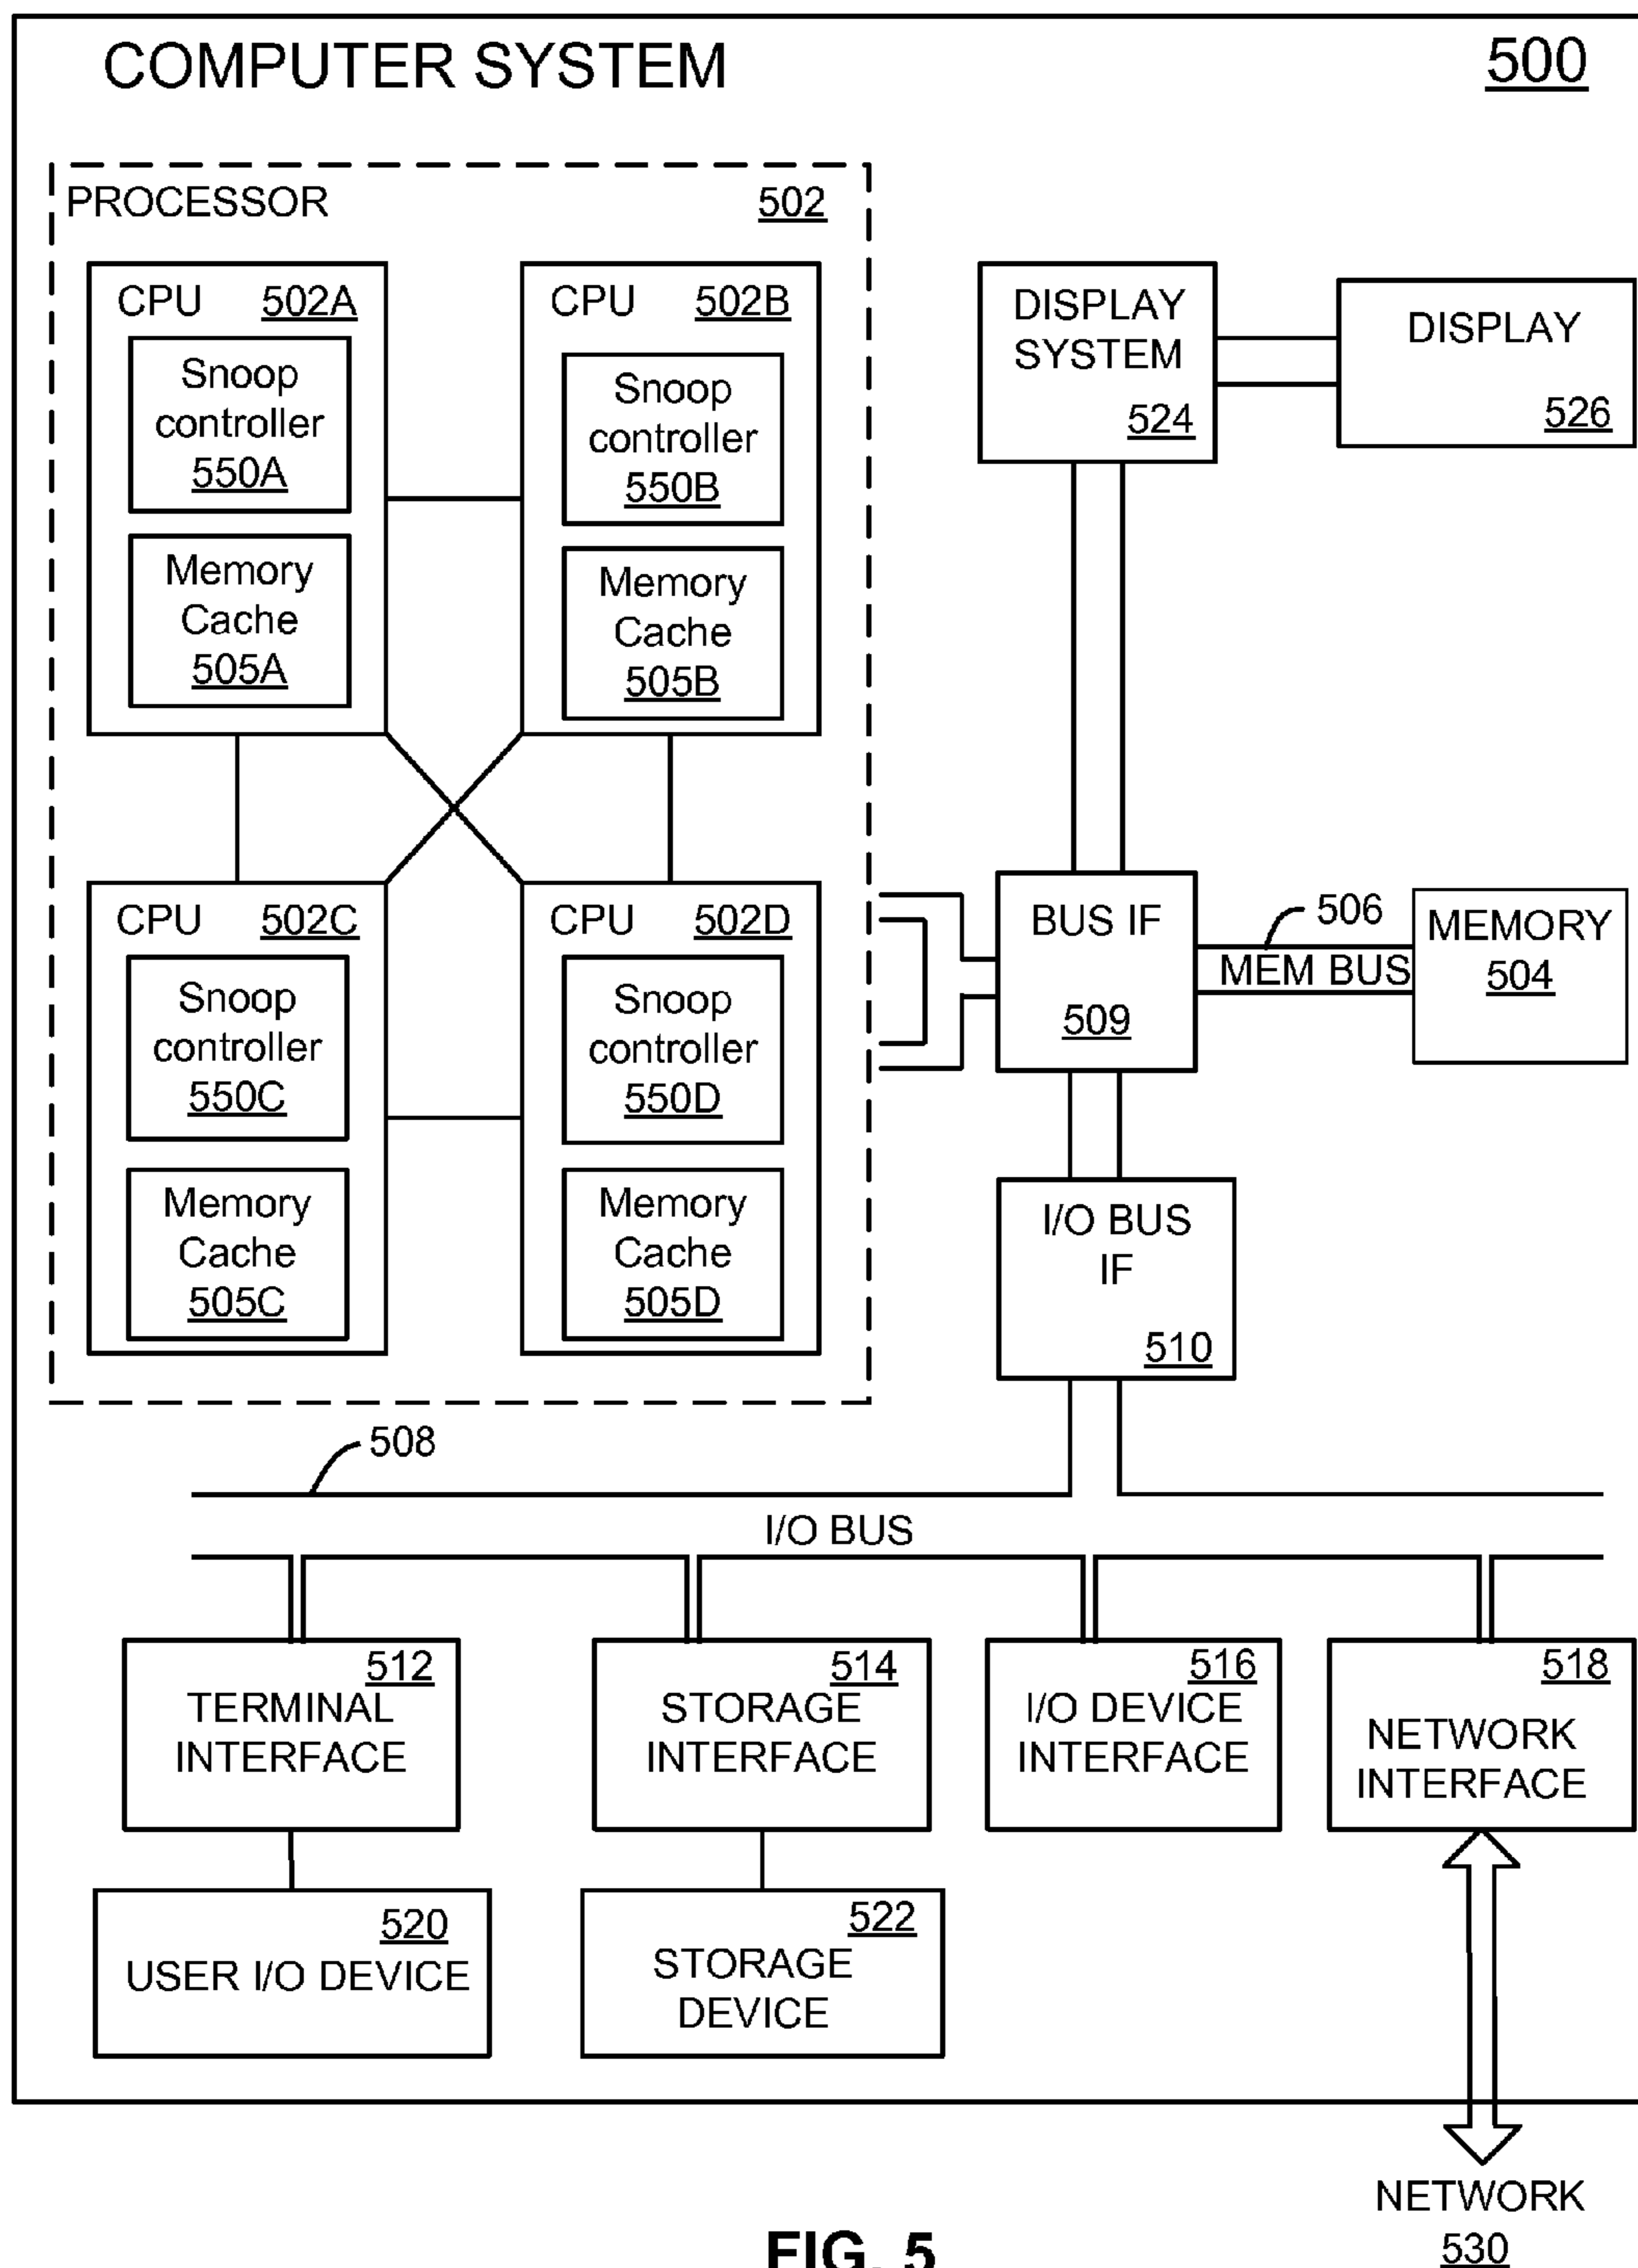 COMPUTER SYSTEM 500
PROCESSOR 502
CPU 502A
Snoop
controller
550A
Memory
Cache
505A
CPU 502B
Snoop
controller
550B
Memory
Cache
505B
CPU 502C
Snoop
controller
550C
Memory
Cache
505C
CPU 502D
Snoop
controller
550D
Memory
Cache
505D
DISPLAY
SYSTEM
524
DISPLAY
526
BUS IF
509
506
MEM BUS
MEMORY
504
I/O BUS
IF
510
508
I/O BUS
512
TERMINAL
INTERFACE
514
STORAGE
INTERFACE
516
I/O DEVICE
INTERFACE
518
NETWORK
INTERFACE
520
USER I/O DEVICE
522
STORAGE
DEVICE
NETWORK
530
FIG. 5